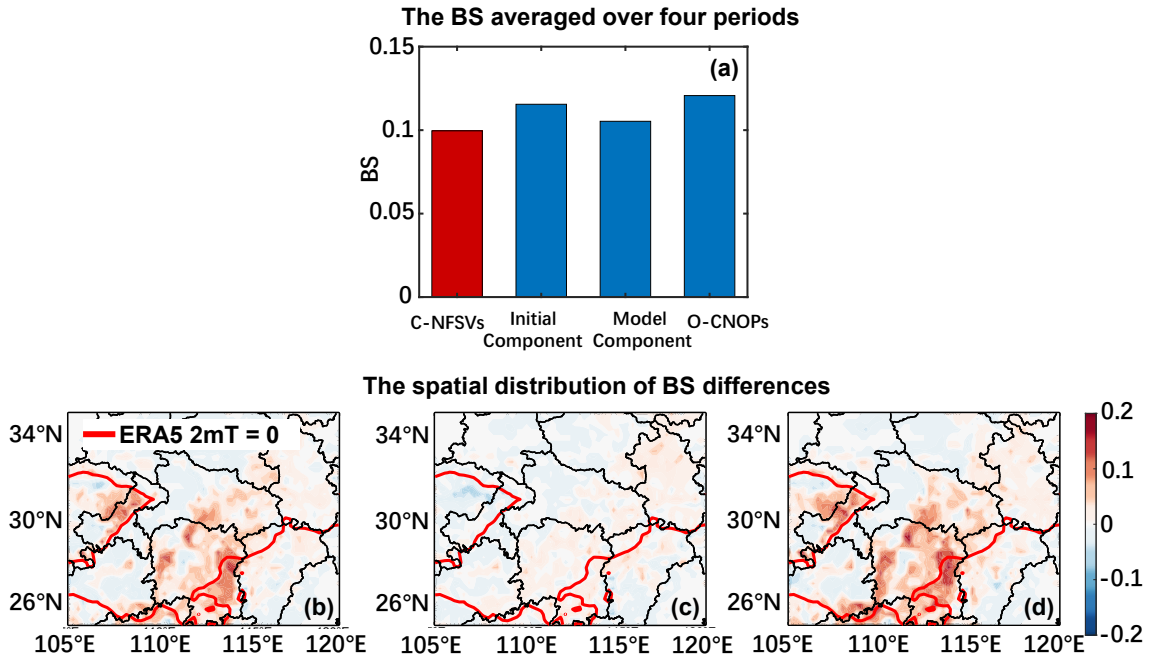 The BS averaged over four periods
0.15
(a)
0.1
BS
0.05
0
C-NFSVs
Initial
Component
Model
Component
O-CNOPs
The spatial distribution of BS differences
34°N
ERA5 2mT = 0
34°N
34°N
0.2
0.1
30°N
30°N
30°N
0
-0.1
26°N
(b)
26°N
(c)
26°N
(d)
-0.2
105°E
110°E
115°E
120°E
105°E
110°E
115°E
120°E
105°E
110°E
115°E
120°E